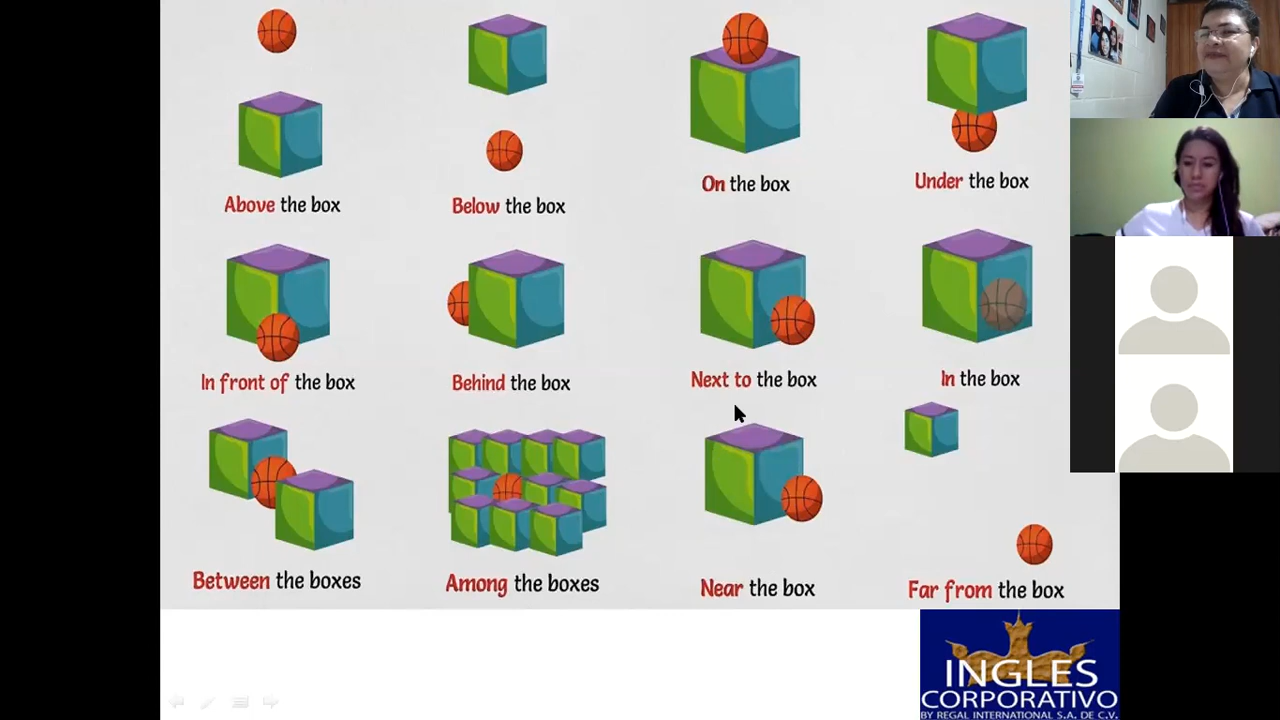 Above the box
Below the box
On the box
Under the box
In front of the box
Behind the box
Next to the box
In the box
Between the boxes
Among the boxes
Near the box
Far from the box
INGLES
CORPORATIVO
BY REGAL INTERNATIONAL S.A. DE C.V.